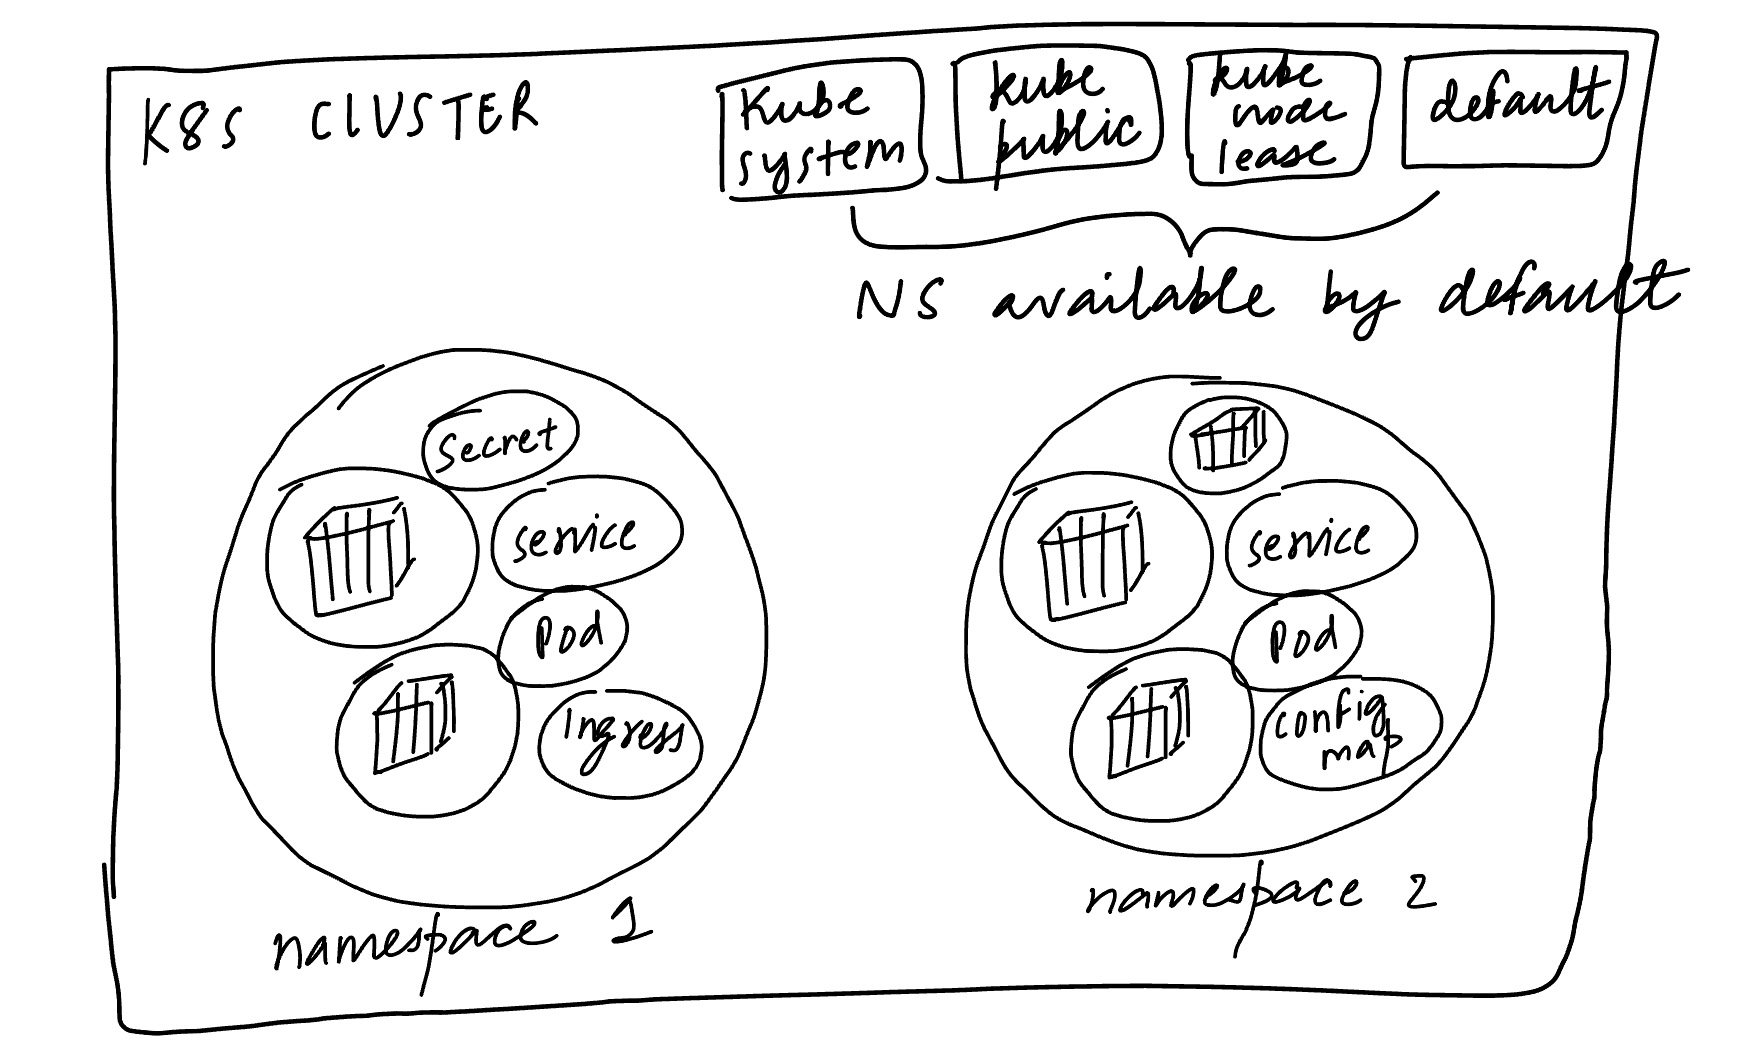 K8S CLUSTER
Kube
system
kube
public
kube
node
lease
default
NS available by default
Secret
service
Pod
Ingress
namespace 1
service
Pod
config
map
namespace 2